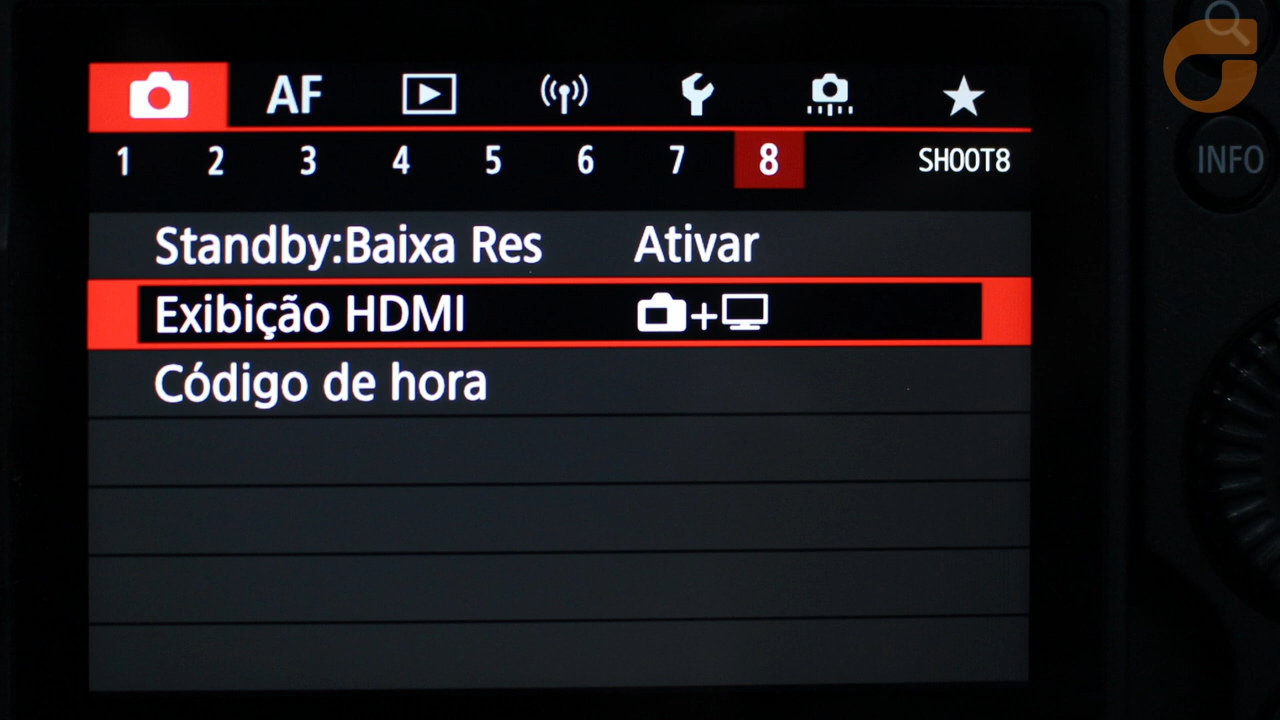 AF
1 2 3 4 5 6 7 8 SHOOT8
INFO
Standby:Baixa Res Ativar
Exibição HDMI +
Código de hora